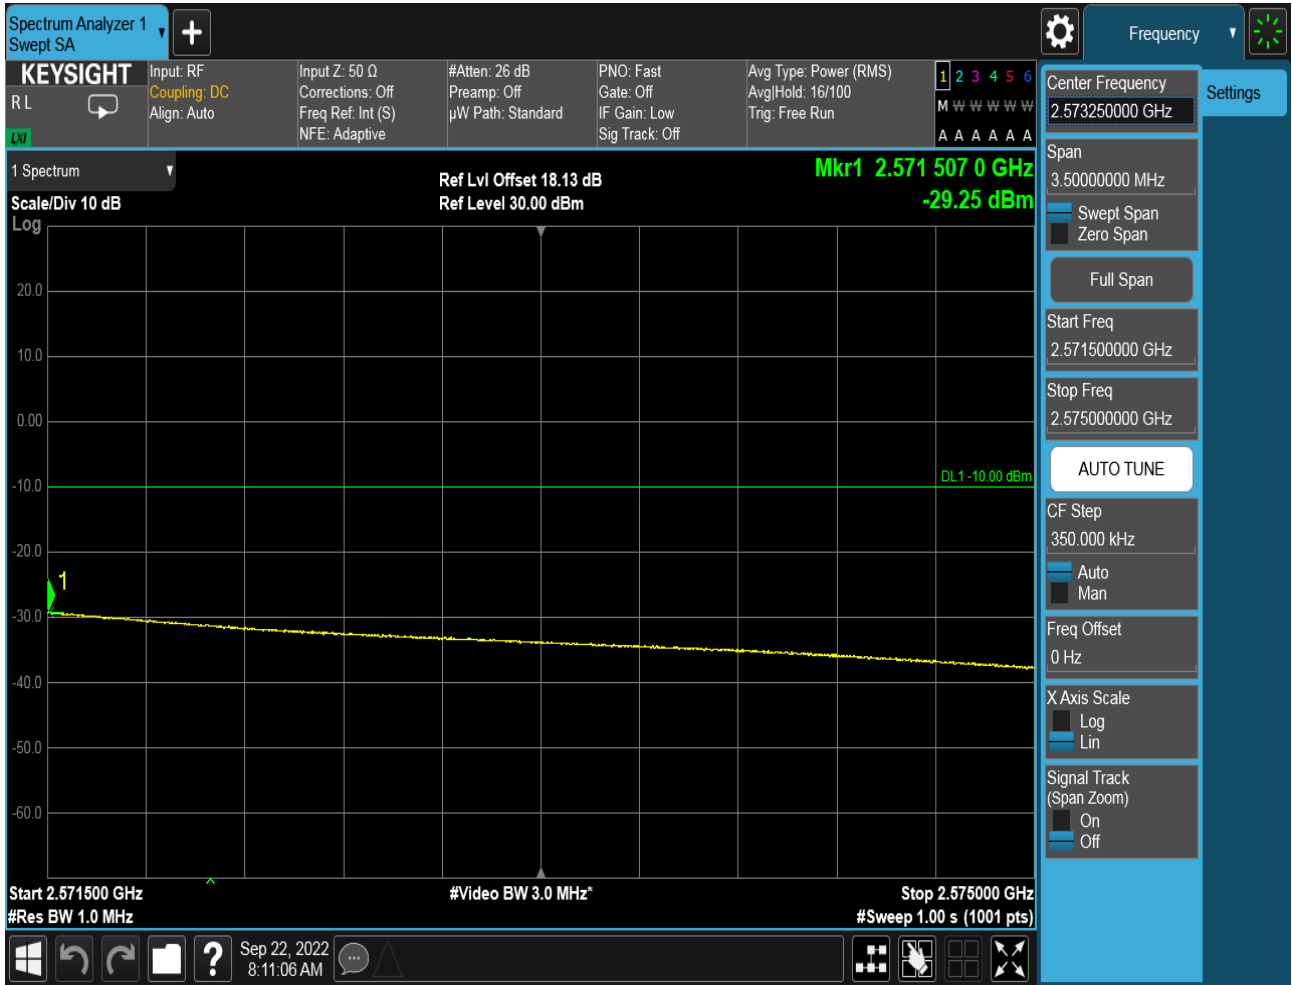 Spectrum Analyzer 1
Swept SA
Frequency
KEYSIGHT
R L
LXI
Input: RF
Coupling: DC
Align: Auto
Input Z: 50 Ω
Corrections: Off
Freq Ref: Int (S)
NFE: Adaptive
#Atten: 26 dB
Preamp: Off
µW Path: Standard
PNO: Fast
Gate: Off
IF Gain: Low
Sig Track: Off
Avg Type: Power (RMS)
Avg|Hold: 16/100
Trig: Free Run
1 2 3 4 5 6
M W W W W W
A A A A A A
1 Spectrum
Scale/Div 10 dB
Log
Ref Lvl Offset 18.13 dB
Ref Level 30.00 dBm
Mkr1 2.571 507 0 GHz
-29.25 dBm
20.0
10.0
0.00
-10.0
DL1 -10.00 dBm
-20.0
1
-30.0
-40.0
-50.0
-60.0
Start 2.571500 GHz
#Res BW 1.0 MHz
#Video BW 3.0 MHz*
Stop 2.575000 GHz
#Sweep 1.00 s (1001 pts)
Sep 22, 2022
8:11:06 AM
Center Frequency
2.573250000 GHz
Settings
Span
3.50000000 MHz
Swept Span
Zero Span
Full Span
Start Freq
2.571500000 GHz
Stop Freq
2.575000000 GHz
AUTO TUNE
CF Step
350.000 kHz
Auto
Man
Freq Offset
0 Hz
X Axis Scale
Log
Lin
Signal Track
(Span Zoom)
On
Off